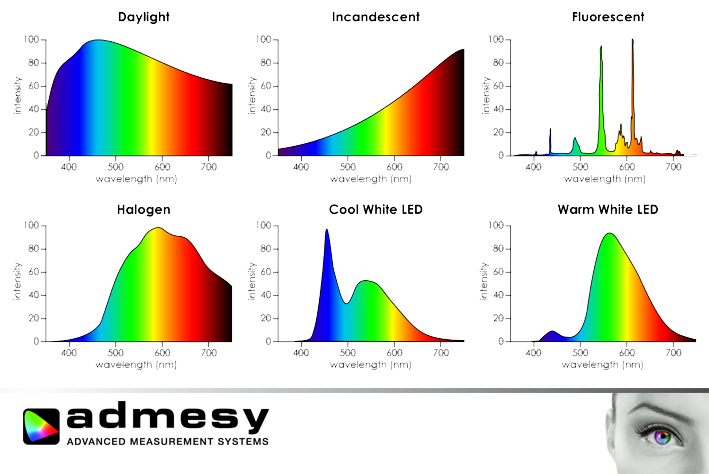 Daylight
100
80
60
40
20
0
intensity
400 500 600 700
wavelength (nm)
Incandescent
100
80
60
40
20
0
intensity
400 500 600 700
wavelength (nm)
Fluorescent
100
80
60
40
20
0
intensity
400 500 600 700
wavelength (nm)
Halogen
100
80
60
40
20
0
intensity
400 500 600 700
wavelength (nm)
Cool White LED
100
80
60
40
20
0
intensity
400 500 600 700
wavelength (nm)
Warm White LED
100
80
60
40
20
0
intensity
400 500 600 700
wavelength (nm)
admesy
ADVANCED MEASUREMENT SYSTEMS